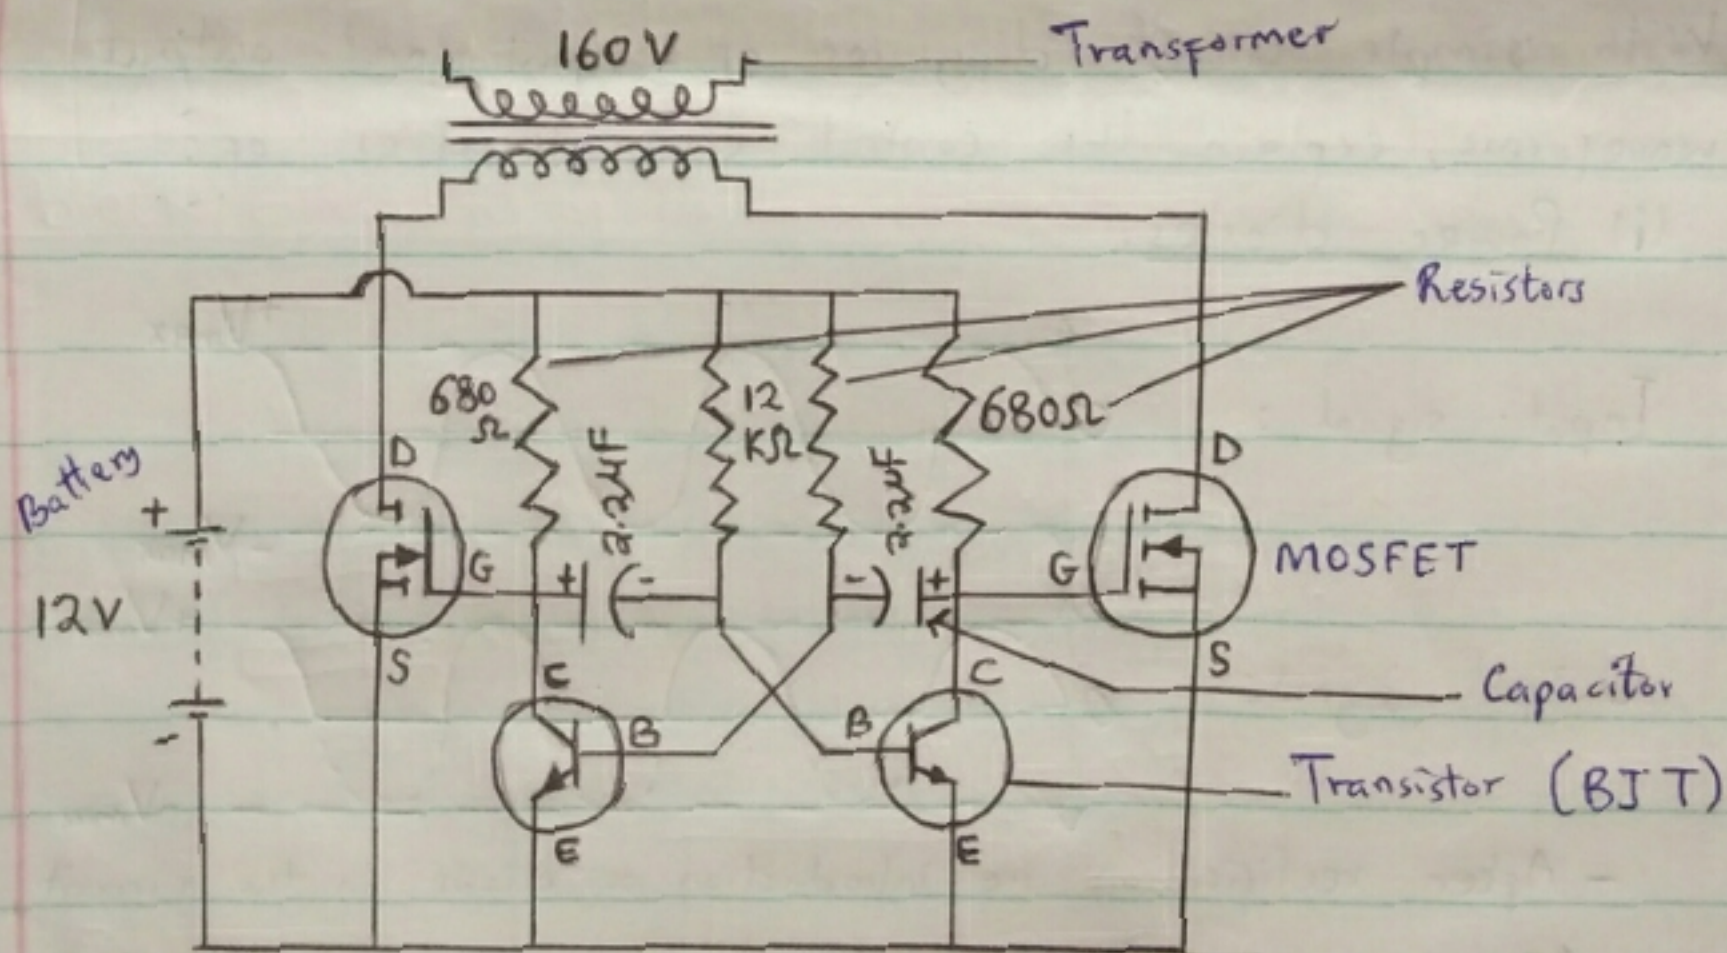 160 V
Transformer
Resistors
680
Ω
12
KΩ
680Ω
2.2μF
2.2μF
D
D
Battery
+
12V
-
G
+
-
-
+
G
MOSFET
S
S
C
C
Capacitor
B
B
Transistor (BJT)
E
E